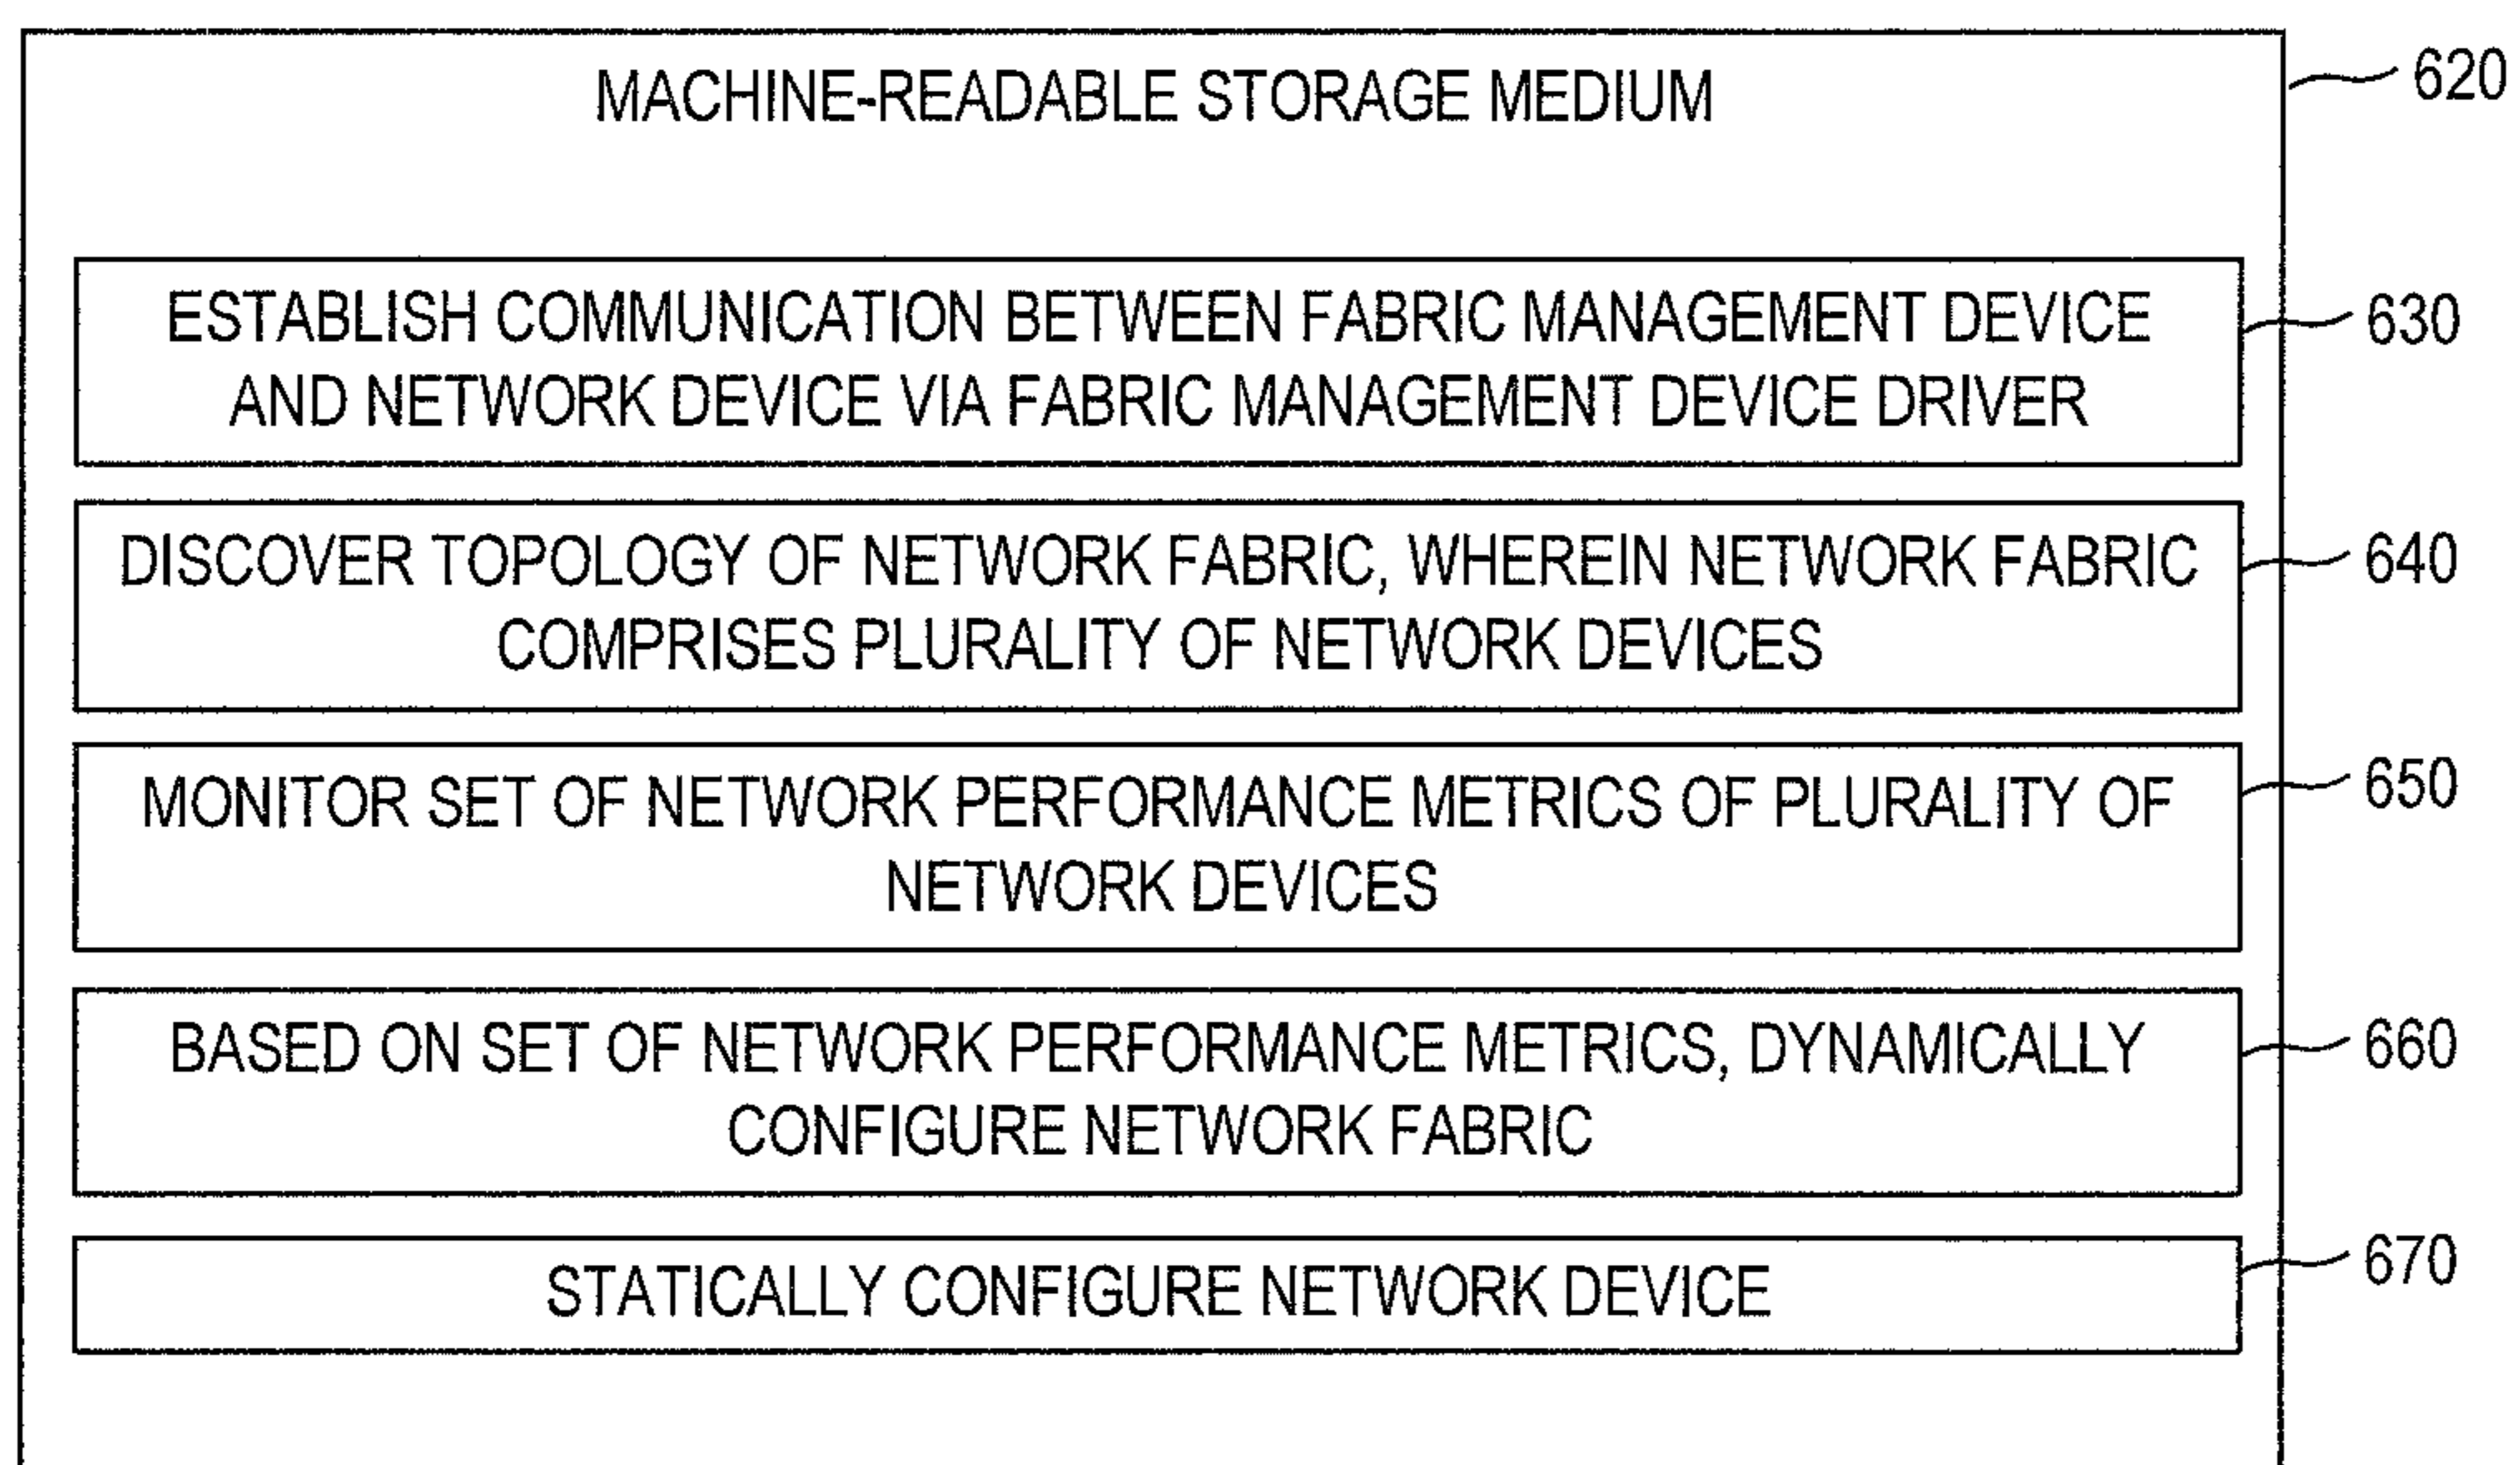 MACHINE-READABLE STORAGE MEDIUM
620
ESTABLISH COMMUNICATION BETWEEN FABRIC MANAGEMENT DEVICE
AND NETWORK DEVICE VIA FABRIC MANAGEMENT DEVICE DRIVER
630
DISCOVER TOPOLOGY OF NETWORK FABRIC, WHEREIN NETWORK FABRIC
COMPRISES PLURALITY OF NETWORK DEVICES
640
MONITOR SET OF NETWORK PERFORMANCE METRICS OF PLURALITY OF
NETWORK DEVICES
650
BASED ON SET OF NETWORK PERFORMANCE METRICS, DYNAMICALLY
CONFIGURE NETWORK FABRIC
660
STATICALLY CONFIGURE NETWORK DEVICE
670